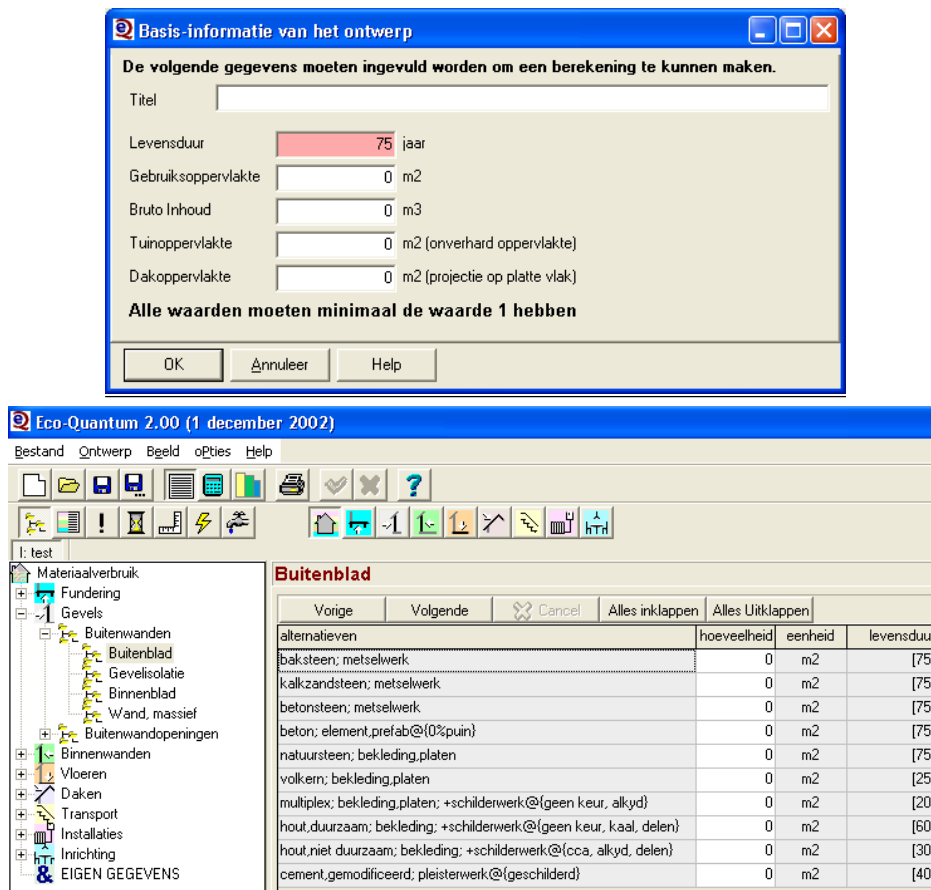 Basis-informatie van het ontwerp
De volgende gegevens moeten ingevuld worden om een berekening te kunnen maken.
Titel
Levensduur 75 jaar
Gebruiksoppervlakte 0 m2
Bruto Inhoud 0 m3
Tuinoppervlakte 0 m2 (onverhard oppervlakte)
Dakoppervlakte 0 m2 (projectie op platte vlak)
Alle waarden moeten minimaal de waarde 1 hebben
OK Annuleer Help
Eco-Quantum 2.00 (1 december 2002)
Bestand Ontwerp Beeld oPties Help
I: test
Materiaalverbruik
Fundering
Gevels
Buitenwanden
Buitenblad
Gevelisolatie
Binnenblad
Wand, massief
Buitenwandopeningen
Binnenwanden
Vloeren
Daken
Transport
Installaties
Inrichting
& EIGEN GEGEVENS
Buitenblad
Vorige Volgende Cancel Alles inklappen Alles Uitklappen
alternatieven hoeveelheid eenheid levensduu
baksteen; metselwerk 0 m2 [75
kalkzandsteen; metselwerk 0 m2 [75
betonsteen; metselwerk 0 m2 [75
beton; element,prefab@{0%puin} 0 m2 [75
natuursteen; bekleding,platen 0 m2 [75
volkern; bekleding,platen 0 m2 [25
multiplex; bekleding,platen; +schilderwerk@{geen keur, alkyd} 0 m2 [20
hout,duurzaam; bekleding; +schilderwerk@{geen keur, kaal, delen} 0 m2 [60
hout,niet duurzaam; bekleding; +schilderwerk@{cca, alkyd, delen} 0 m2 [30
cement,gemodificeerd; pleisterwerk@{geschilderd} 0 m2 [40